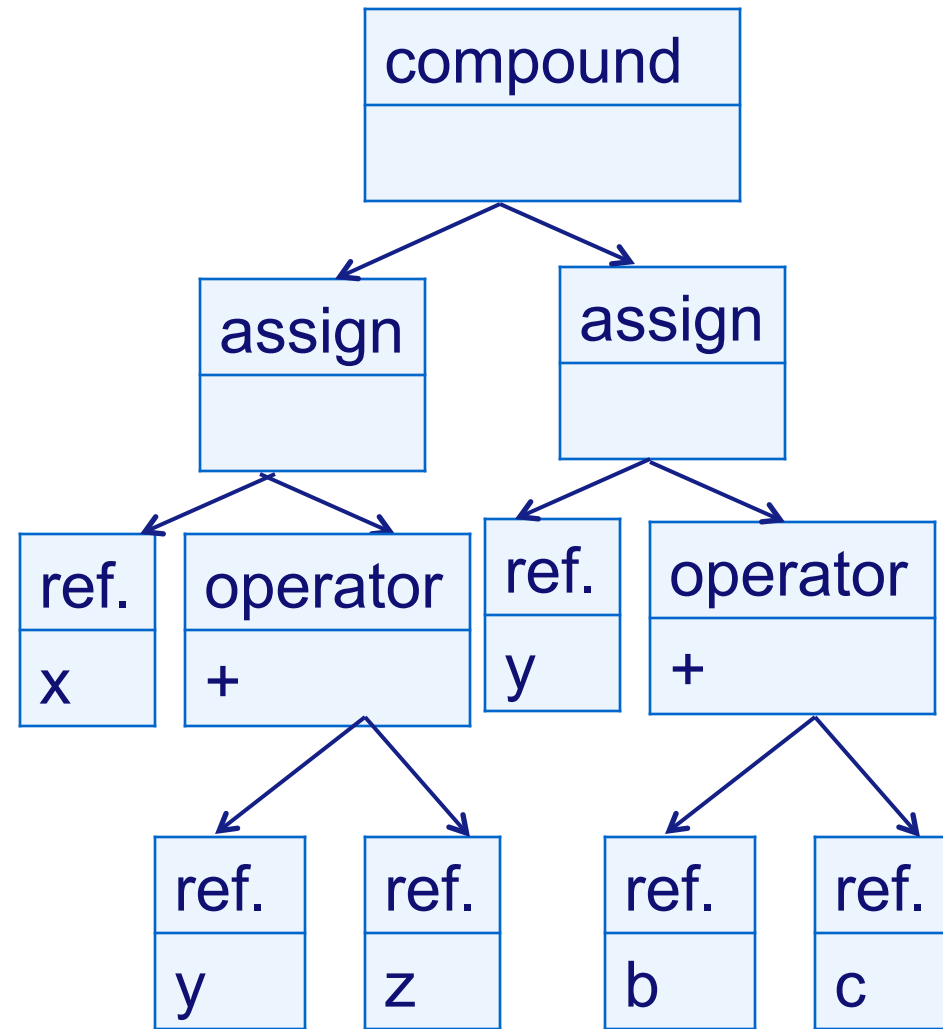 compound
assign
assign
ref.
x
operator
+
ref.
y
operator
+
ref.
y
ref.
z
ref.
b
ref.
c